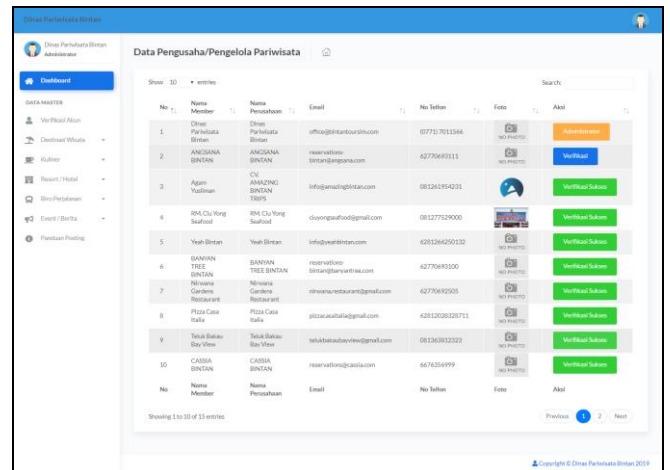 Dinas Pariwisata Bintan
Dinas Pariwisata Bintan
Administrator
Dashboard
DATA MASTER
Verifikasi Akun
Destinasi Wisata
Kuliner
Resort / Hotel
Biro Perjalanan
Event / Berita
Panduan Posting
Data Pengusaha/Pengelola Pariwisata
Show 10 entries
Search:
No Nama Member Nama Perusahaan Email No Telfon Foto Aksi
1 Dinas Pariwisata Bintan Dinas Pariwisata Bintan office@bintantourism.com (0771) 7011566 NO PHOTO Administrator
2 ANGSANA BINTAN ANGSANA BINTAN reservations-bintan@angsana.com 62770693111 NO PHOTO Verifikasi
3 Agam Yusliman CV. AMAZING BINTAN TRIPS info@amazingbintan.com 081261954231 Verifikasi Sukses
4 RM. Ciu Yong Seafood RM. Ciu Yong Seafood ciuyongseafood@gmail.com 081277529000 Verifikasi Sukses
5 Yeah Bintan Yeah Bintan info@yeahbintan.com 6281266250132 NO PHOTO Verifikasi Sukses
6 BANYAN TREE BINTAN BANYAN TREE BINTAN reservations-bintan@banyantree.com 62770693100 NO PHOTO Verifikasi Sukses
7 Nirwana Gardens Restaurant Nirwana Gardens Restaurant nirwana.restaurant@gmail.com 62770692505 NO PHOTO Verifikasi Sukses
8 Pizza Casa Italia Pizza Casa Italia pizzacasaitalia@gmail.com 62812028328711 NO PHOTO Verifikasi Sukses
9 Teluk Bakau Bay View Teluk Bakau Bay View telukbakaubayview@gmail.com 081363812323 NO PHOTO Verifikasi Sukses
10 CASSIA BINTAN CASSIA BINTAN reservations@cassia.com 6676356999 NO PHOTO Verifikasi Sukses
No Nama Member Nama Perusahaan Email No Telfon Foto Aksi
Showing 1 to 10 of 15 entries
Previous 1 2 Next
Copyright © Dinas Pariwisata Bintan 2019